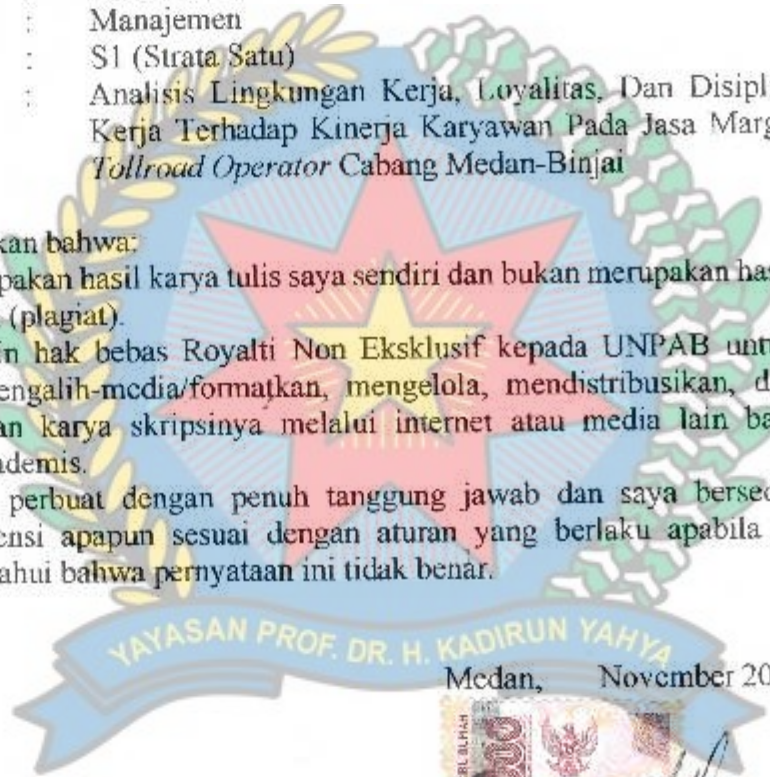 : Manajemen
: S1 (Strata Satu)
: Analisis Lingkungan Kerja, Loyalitas, Dan Disipl
Kerja Terhadap Kinerja Karyawan Pada Jasa Marg
Tollroad Operator Cabang Medan-Binjai
kan bahwa:
pakan hasil karya tulis saya sendiri dan bukan merupakan has
(plagiat).
n hak bebas Royalti Non Eksklusif kepada UNPAB untu
engalih-media/formatkan, mengelola, mendistribusikan, d
an karya skripsinya melalui internet atau media lain ba
ademis.
perbuat dengan penuh tanggung jawab dan saya bersed
ensi apapun sesuai dengan aturan yang berlaku apabila
ahui bahwa pernyataan ini tidak benar.
YAYASAN PROF. DR. H. KADIRUN YAHYA
Medan, November 20